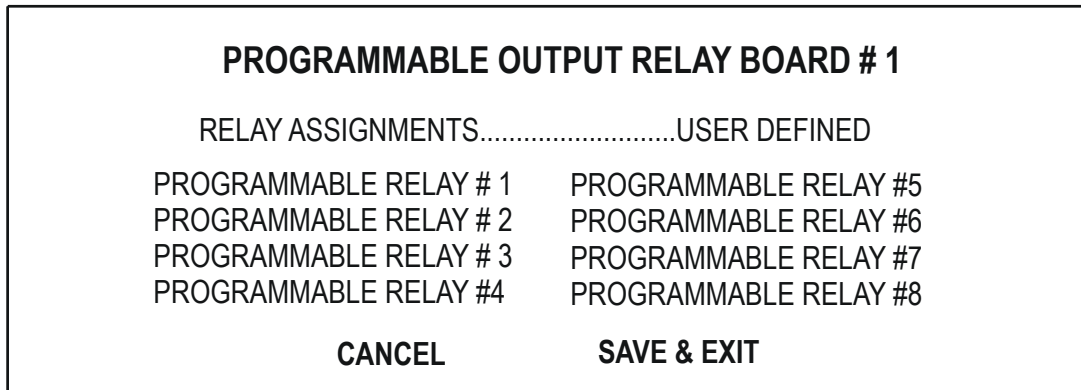 PROGRAMMABLE OUTPUT RELAY BOARD # 1
RELAY ASSIGNMENTS...........................USER DEFINED
PROGRAMMABLE RELAY # 1
PROGRAMMABLE RELAY # 2
PROGRAMMABLE RELAY # 3
PROGRAMMABLE RELAY #4
PROGRAMMABLE RELAY #5
PROGRAMMABLE RELAY #6
PROGRAMMABLE RELAY #7
PROGRAMMABLE RELAY #8
CANCEL
SAVE & EXIT